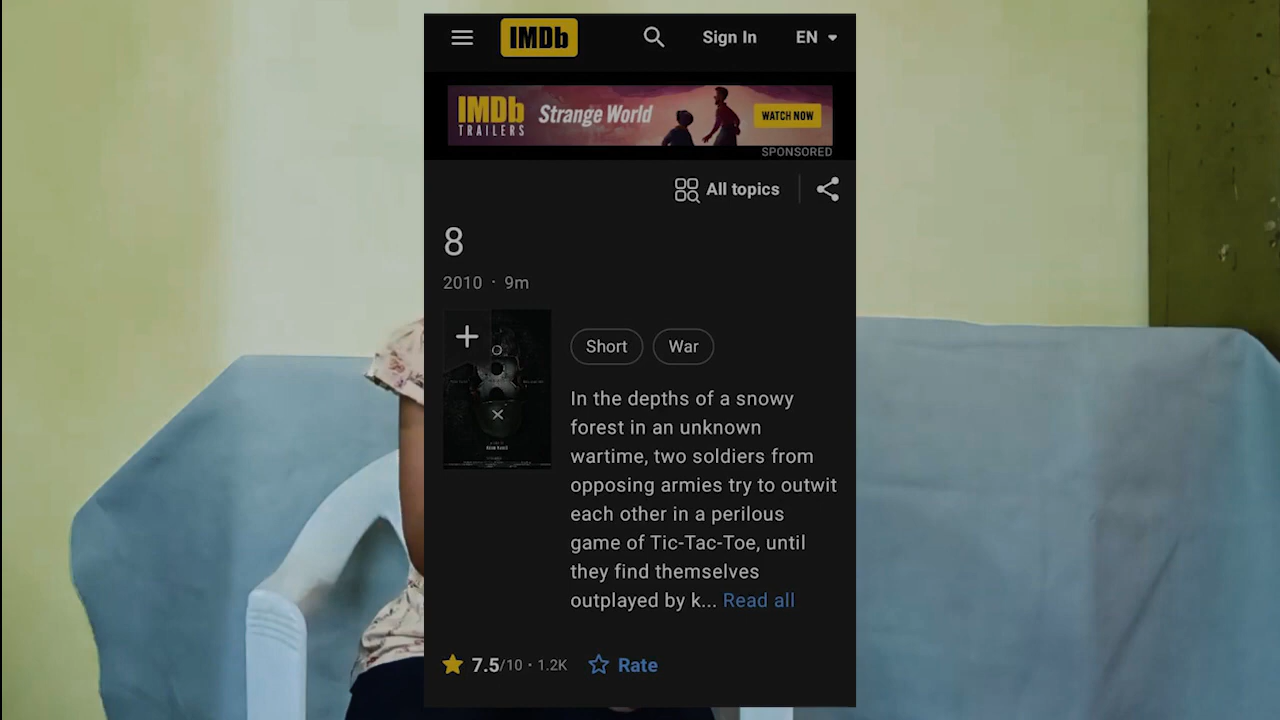 IMDb
Sign In
EN
IMDb
TRAILERS
Strange World
WATCH NOW
SPONSORED
All topics
8
2010 · 9m
Short
War
In the depths of a snowy
forest in an unknown
wartime, two soldiers from
opposing armies try to outwit
each other in a perilous
game of Tic-Tac-Toe, until
they find themselves
outplayed by k... Read all
7.5/10 · 1.2K
Rate